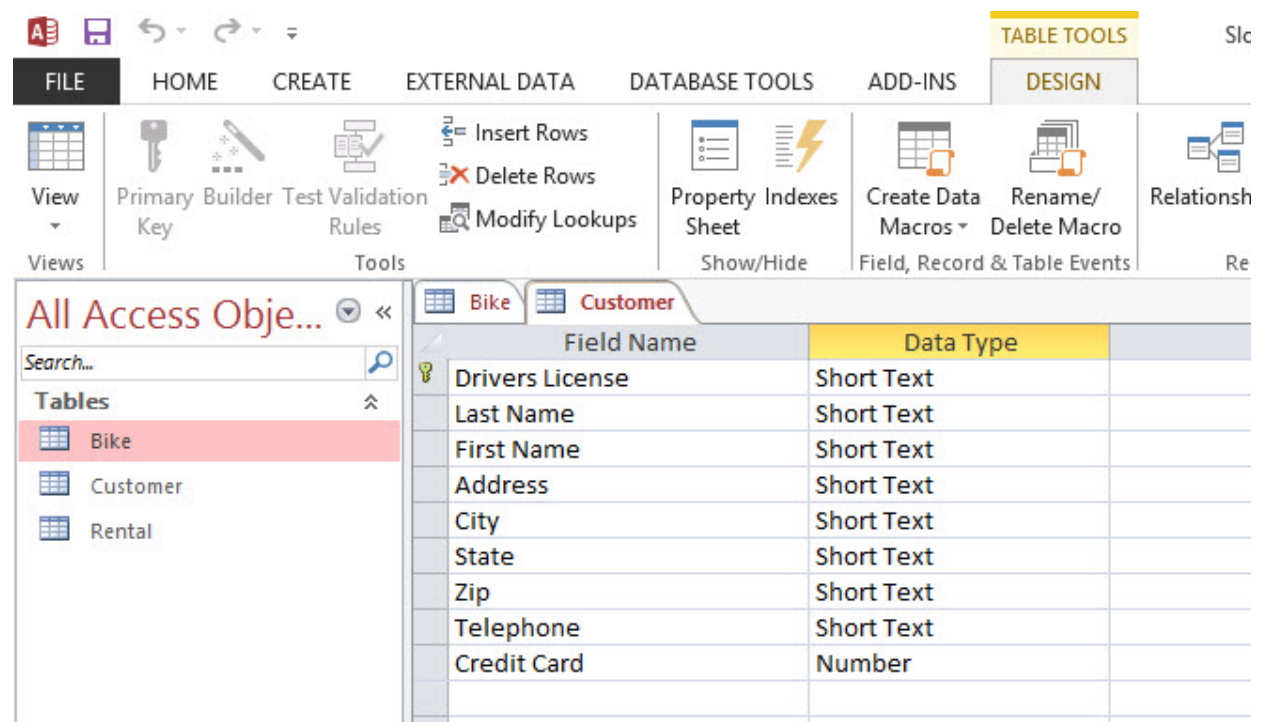 TABLE TOOLS Slo
FILE HOME CREATE EXTERNAL DATA DATABASE TOOLS ADD-INS DESIGN
View
Views
Primary Key
Builder
Test Validation Rules
Insert Rows
Delete Rows
Modify Lookups
Tools
Property Sheet
Indexes
Show/Hide
Create Data Macros
Rename/ Delete Macro
Field, Record & Table Events
Relationsh
Re
All Access Obje...
Search...
Tables
Bike
Customer
Rental
Bike Customer
Field Name Data Type
Drivers License Short Text
Last Name Short Text
First Name Short Text
Address Short Text
City Short Text
State Short Text
Zip Short Text
Telephone Short Text
Credit Card Number